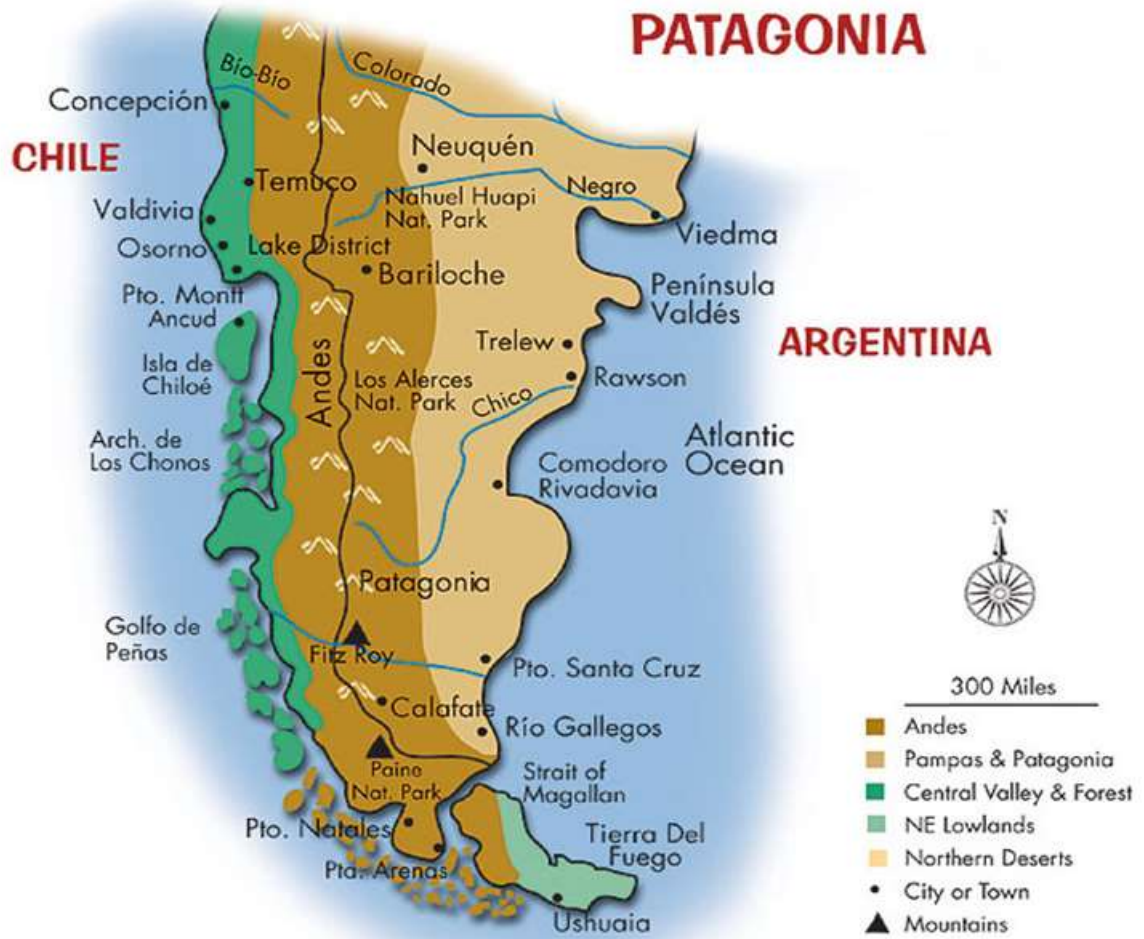 PATAGONIA
Bío-Bío
Colorado
Concepción
CHILE
Neuquén
Temuco
Nahuel Huapi
Nat. Park
Negro
Valdivia
Viedma
Osorno
Lake District
Bariloche
Pto. Montt
Península
Valdés
Ancud
ARGENTINA
Trelew
Isla de
Chiloé
Andes
Los Alerces
Nat. Park
Rawson
Chico
Arch. de
Los Chonos
Atlantic
Ocean
Comodoro
Rivadavia
N
Patagonia
Golfo de
Peñas
Fitz Roy
Pto. Santa Cruz
Calafate
Río Gallegos
Paine
Nat. Park
Strait of
Magallan
Pto. Natales
Tierra Del
Fuego
Pta. Arenas
Ushuaia
300 Miles
Andes
Pampas & Patagonia
Central Valley & Forest
NE Lowlands
Northern Deserts
City or Town
Mountains